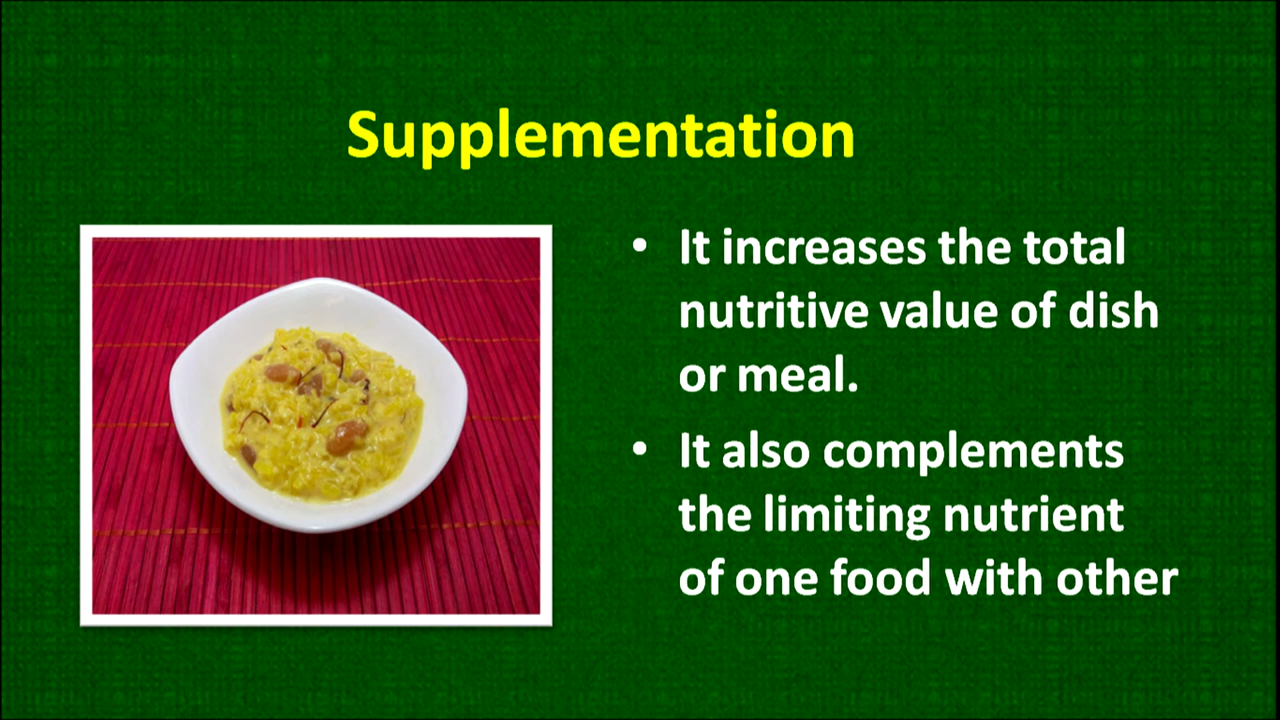 Supplementation
• It increases the total
nutritive value of dish
or meal.
• It also complements
the limiting nutrient
of one food with other